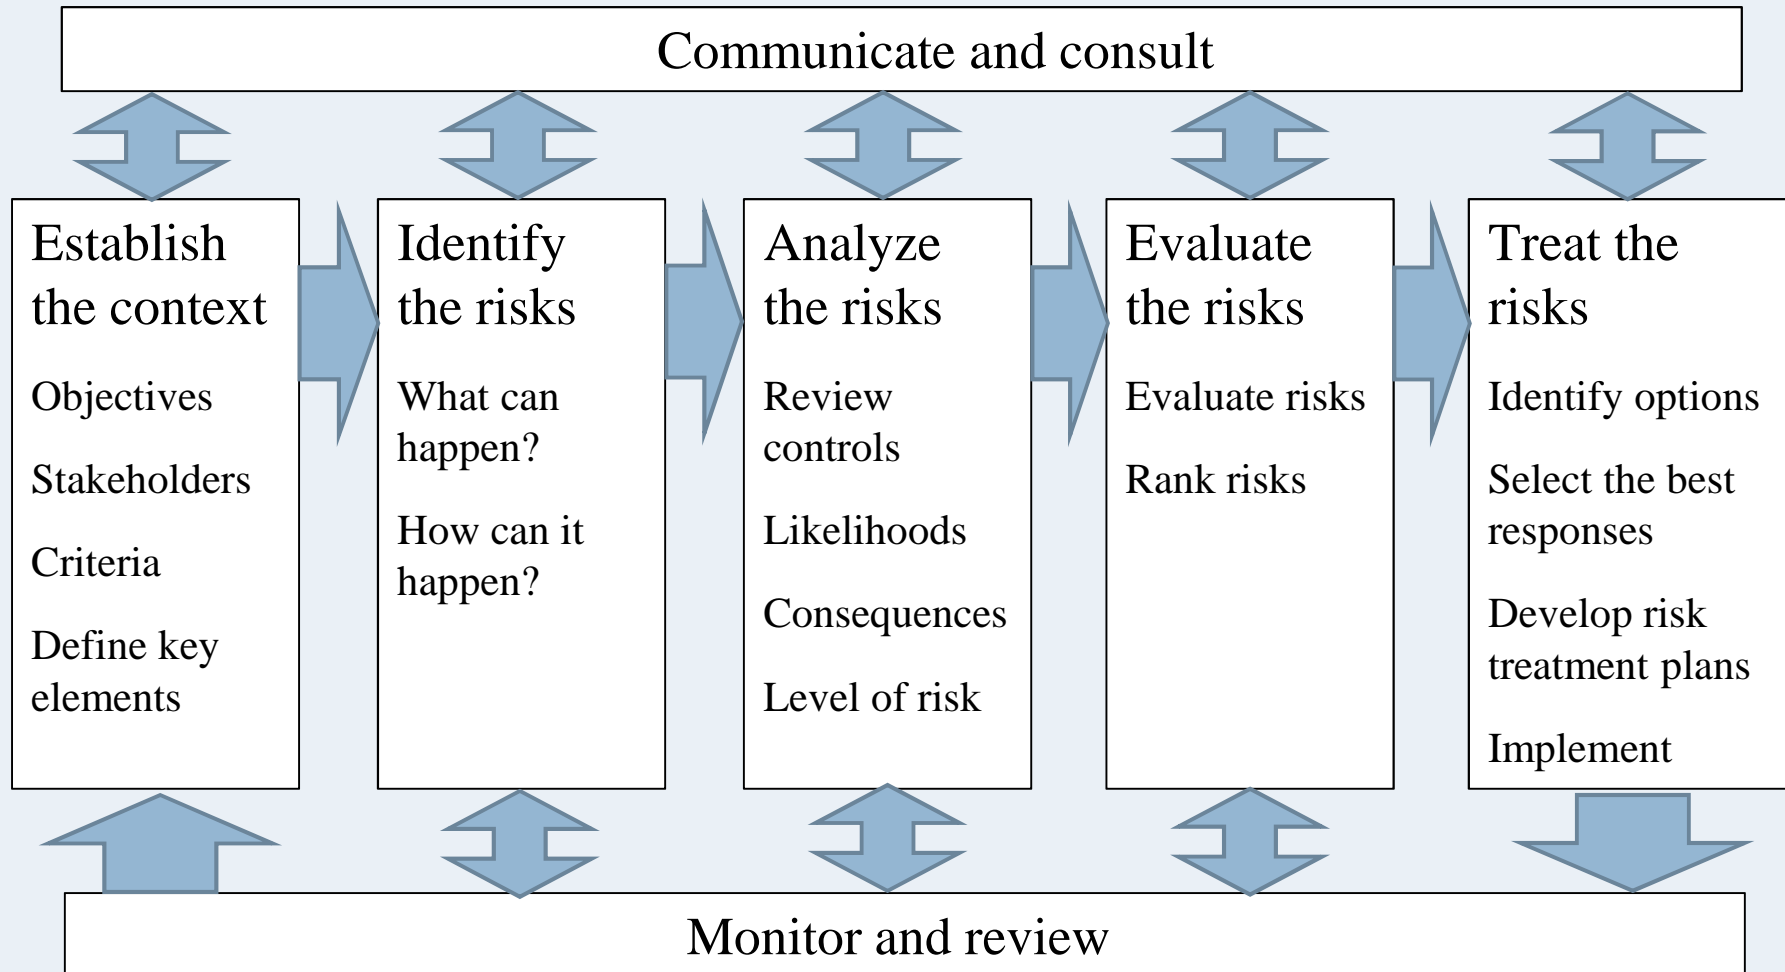 Communicate and consult
Establish
the context
Objectives
Stakeholders
Criteria
Define key
elements
Identify
the risks
What can
happen?
How can it
happen?
Analyze
the risks
Review
controls
Likelihoods
Consequences
Level of risk
Evaluate
the risks
Evaluate risks
Rank risks
Treat the
risks
Identify options
Select the best
responses
Develop risk
treatment plans
Implement
Monitor and review